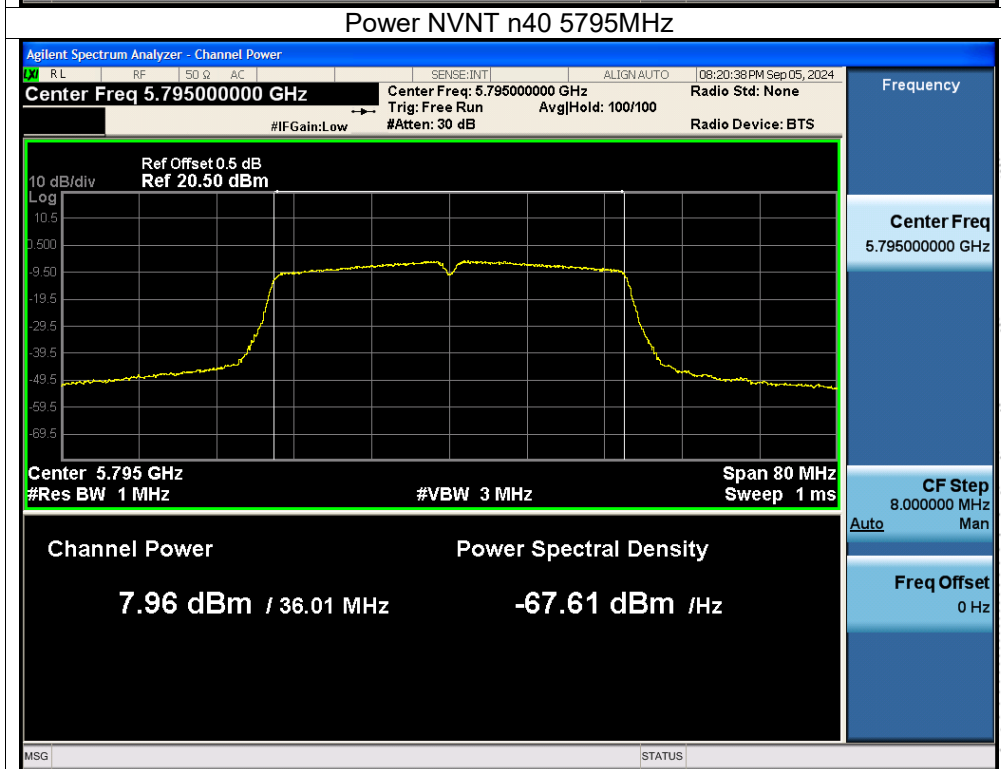 Power NVNT n40 5795MHz
Agilent Spectrum Analyzer - Channel Power
LXI RL RF 50 Ω AC SENSE:INT ALIGN AUTO 08:20:38 PM Sep 05, 2024
Center Freq 5.795000000 GHz Center Freq: 5.795000000 GHz Radio Std: None
Trig: Free Run Avg|Hold: 100/100
#IFGain:Low #Atten: 30 dB Radio Device: BTS
Frequency
Ref Offset 0.5 dB
10 dB/div Ref 20.50 dBm
Log
10.5
0.500
-9.50
-19.5
-29.5
-39.5
-49.5
-59.5
-69.5
Center 5.795 GHz Span 80 MHz
#Res BW 1 MHz #VBW 3 MHz Sweep 1 ms
Channel Power Power Spectral Density
7.96 dBm / 36.01 MHz -67.61 dBm /Hz
Center Freq
5.795000000 GHz
CF Step
8.000000 MHz
Auto Man
Freq Offset
0 Hz
MSG STATUS